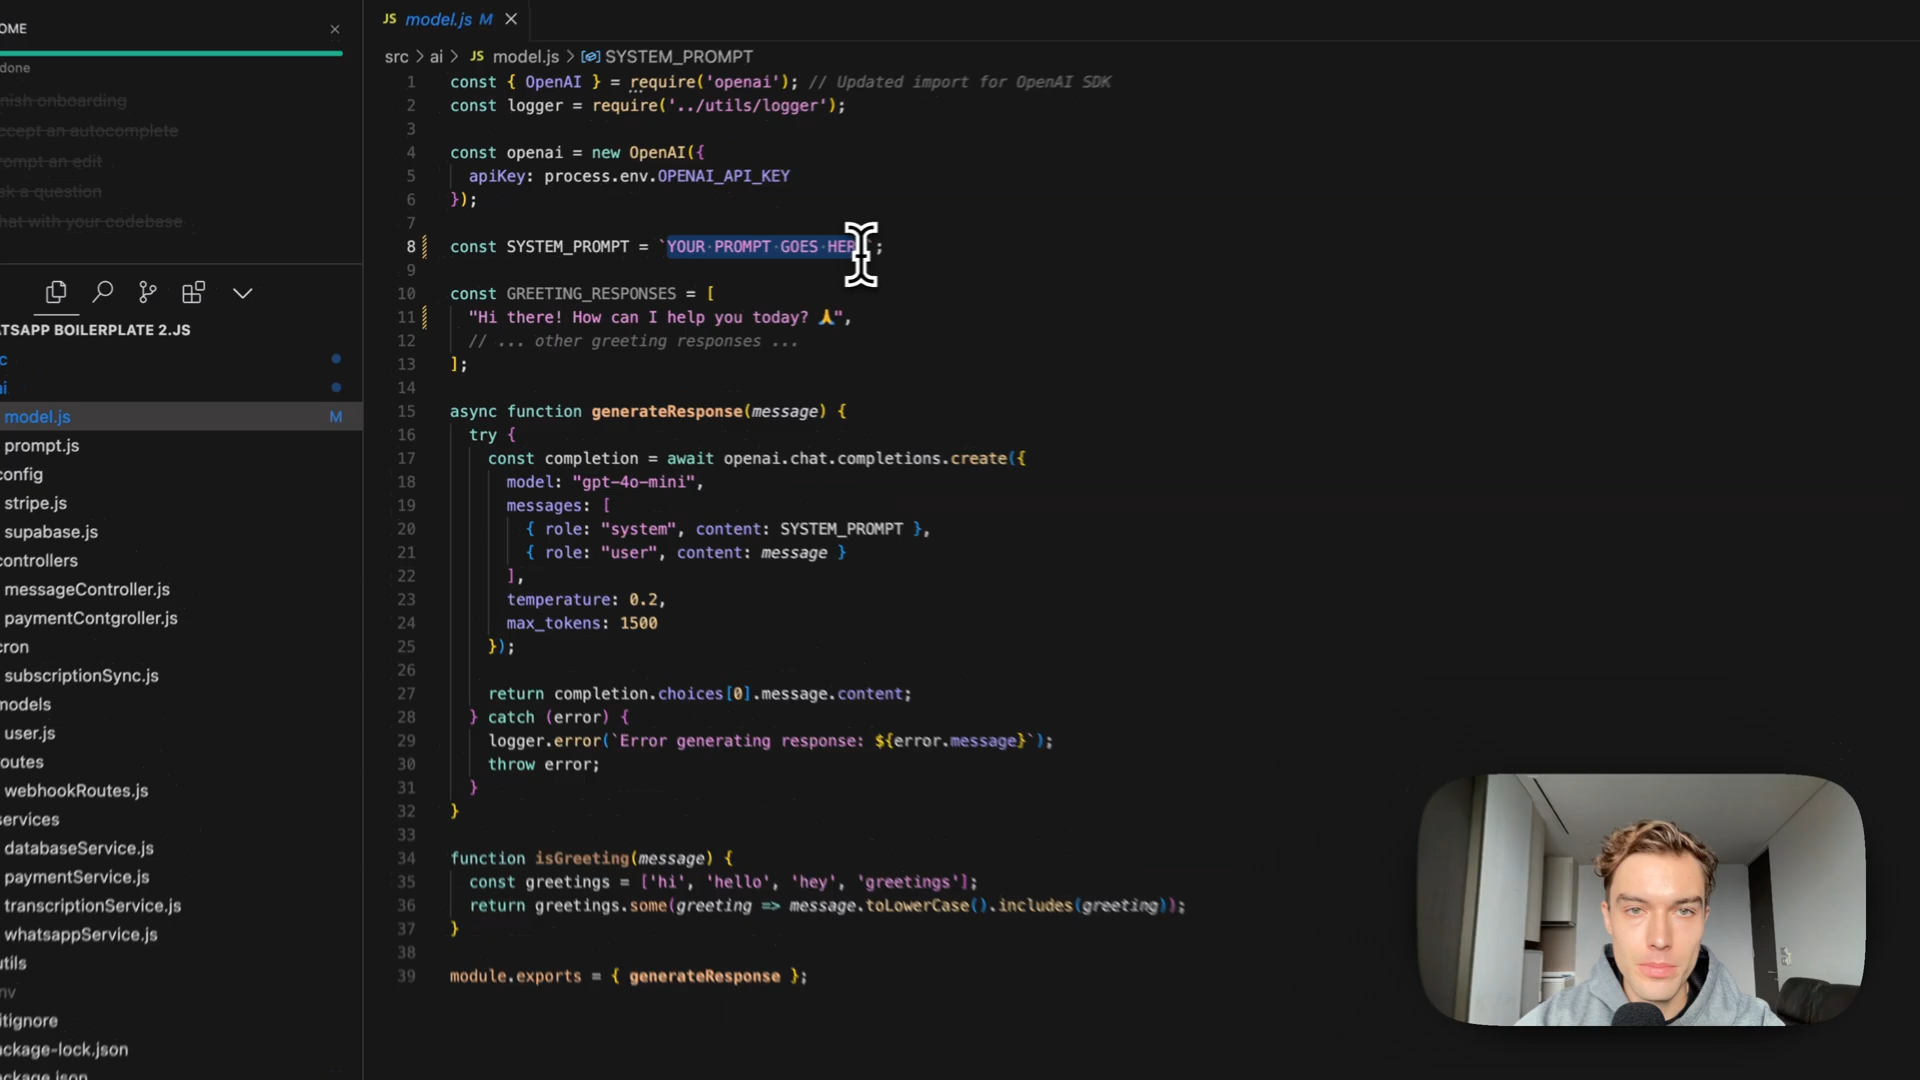 OME
done
nish onboarding
ccept an autocomplete
rompt an edit
sk a question
hat with your codebase
ATSAPP BOILERPLATE 2.JS
c
ai
model.js M
prompt.js
config
stripe.js
supabase.js
controllers
messageController.js
paymentContgroller.js
cron
subscriptionSync.js
models
user.js
outes
webhookRoutes.js
services
databaseService.js
paymentService.js
transcriptionService.js
whatsappService.js
utils
nv
itignore
ackage-lock.json
ackage.json
JS model.js M
src > ai > JS model.js > SYSTEM_PROMPT
1 const { OpenAI } = require('openai'); // Updated import for OpenAI SDK
2 const logger = require('../utils/logger');
3
4 const openai = new OpenAI({
5 apiKey: process.env.OPENAI_API_KEY
6 });
7
8 const SYSTEM_PROMPT = `YOUR PROMPT GOES HER`;
9
10 const GREETING_RESPONSES = [
11 "Hi there! How can I help you today? 🙏",
12 // ... other greeting responses ...
13 ];
14
15 async function generateResponse(message) {
16 try {
17 const completion = await openai.chat.completions.create({
18 model: "gpt-4o-mini",
19 messages: [
20 { role: "system", content: SYSTEM_PROMPT },
21 { role: "user", content: message }
22 ],
23 temperature: 0.2,
24 max_tokens: 1500
25 });
26
27 return completion.choices[0].message.content;
28 } catch (error) {
29 logger.error(`Error generating response: ${error.message}`);
30 throw error;
31 }
32 }
33
34 function isGreeting(message) {
35 const greetings = ['hi', 'hello', 'hey', 'greetings'];
36 return greetings.some(greeting => message.toLowerCase().includes(greeting));
37 }
38
39 module.exports = { generateResponse };